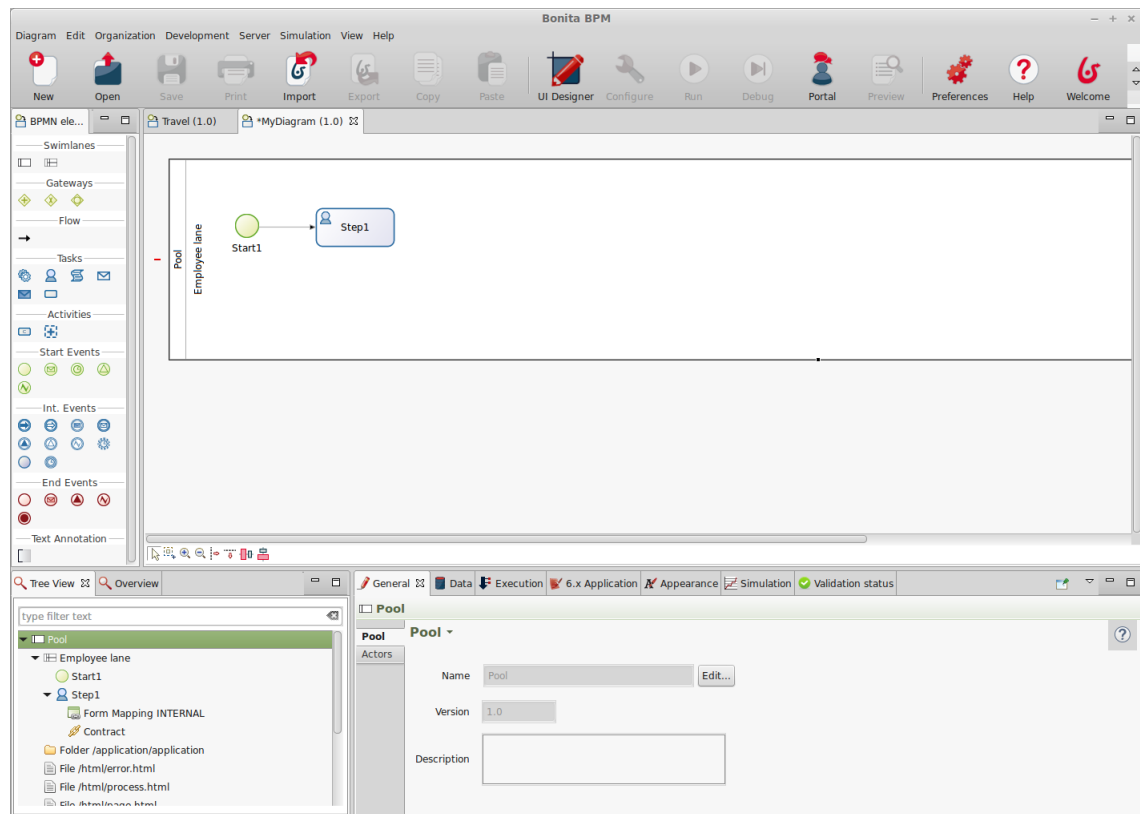 Bonita BPM
Diagram Edit Organization Development Server Simulation View Help
New Open Save Print Import Export Copy Paste UI Designer Configure Run Debug Portal Preview Preferences Help Welcome
BPMN ele...
Travel (1.0) *MyDiagram (1.0)
Swimlanes
Gateways
Flow
Tasks
Activities
Start Events
Int. Events
End Events
Text Annotation
Pool
Employee lane
Start1
Step1
Tree View Overview
type filter text
Pool
Employee lane
Start1
Step1
Form Mapping INTERNAL
Contract
Folder /application/application
File /html/error.html
File /html/process.html
File /html/page.html
General Data Execution 6.x Application Appearance Simulation Validation status
Pool
Pool
Actors
Pool
Name Pool Edit...
Version 1.0
Description